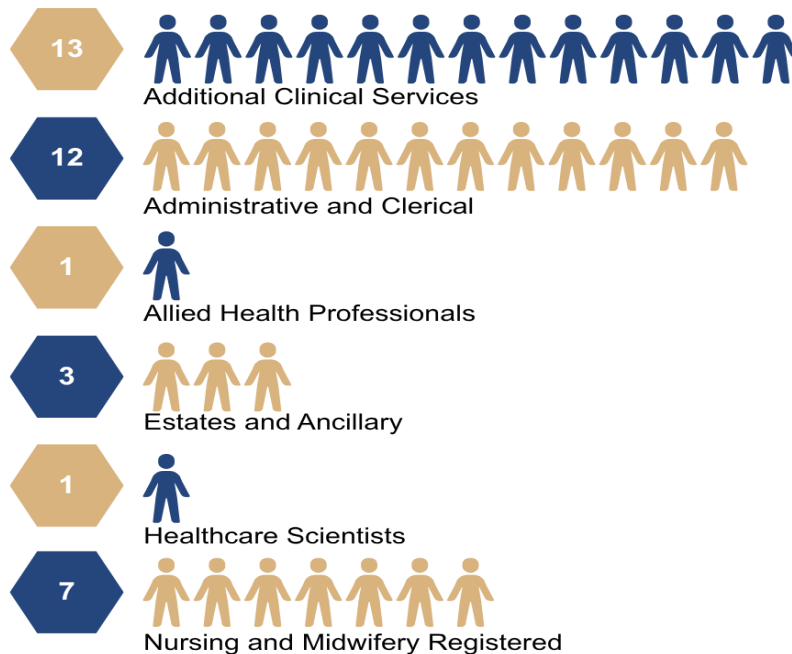 13
Additional Clinical Services
12
Administrative and Clerical
1
Allied Health Professionals
3
Estates and Ancillary
1
Healthcare Scientists
7
Nursing and Midwifery Registered